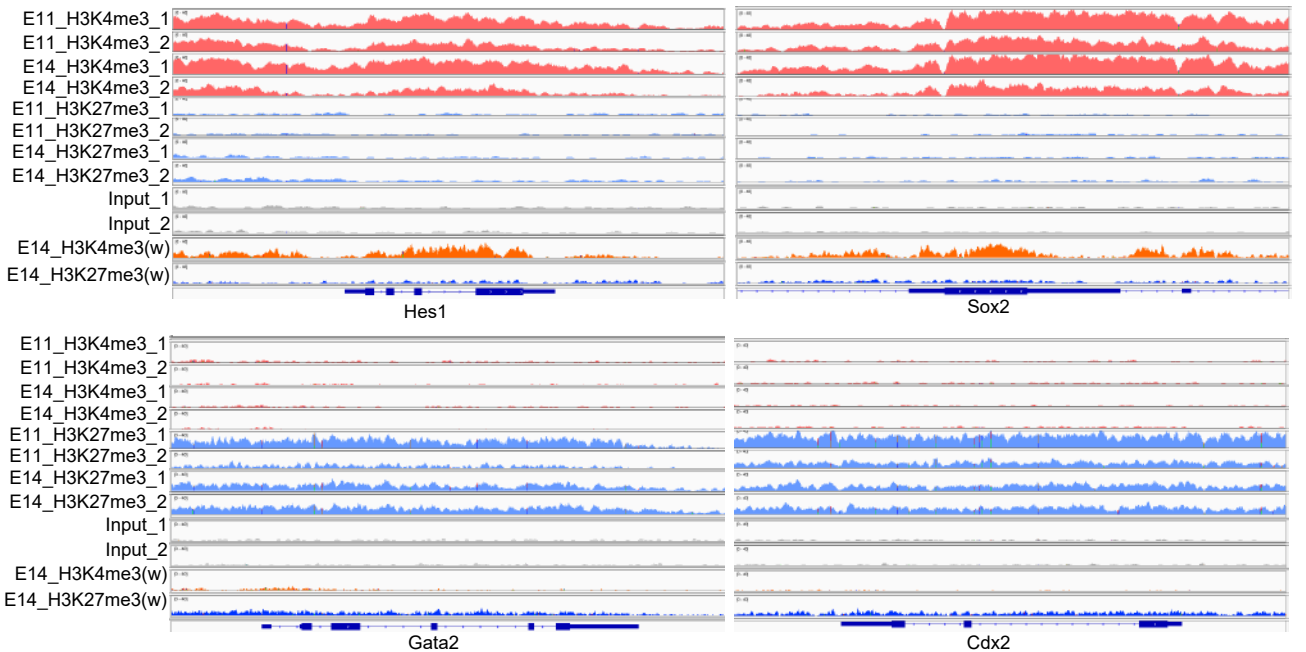 E11_H3K4me3_1
E11_H3K4me3_2
E14_H3K4me3_1
E14_H3K4me3_2
E11_H3K27me3_1
E11_H3K27me3_2
E14_H3K27me3_1
E14_H3K27me3_2
Input_1
Input_2
E14_H3K4me3(w)
E14_H3K27me3(w)
Hes1
Sox2
E11_H3K4me3_1
E11_H3K4me3_2
E14_H3K4me3_1
E14_H3K4me3_2
E11_H3K27me3_1
E11_H3K27me3_2
E14_H3K27me3_1
E14_H3K27me3_2
Input_1
Input_2
E14_H3K4me3(w)
E14_H3K27me3(w)
Gata2
Cdx2